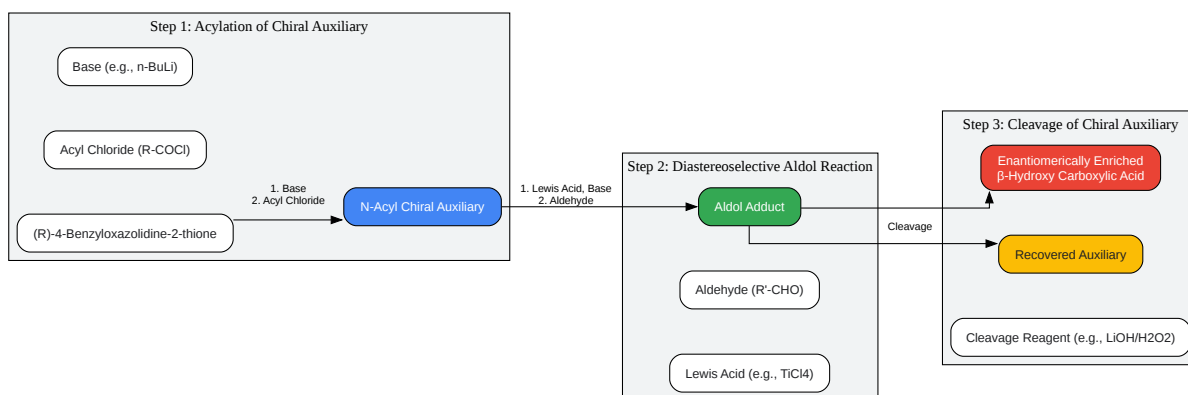 Step 1: Acylation of Chiral Auxiliary
Base (e.g., n-BuLi)
Acyl Chloride (R-COCl)
(R)-4-Benzyloxazolidine-2-thione
1. Base
2. Acyl Chloride
N-Acyl Chiral Auxiliary
1. Lewis Acid, Base
2. Aldehyde
Step 2: Diastereoselective Aldol Reaction
Aldol Adduct
Aldehyde (R'-CHO)
Lewis Acid (e.g., TiCl4)
Cleavage
Step 3: Cleavage of Chiral Auxiliary
Enantiomerically Enriched
β-Hydroxy Carboxylic Acid
Recovered Auxiliary
Cleavage Reagent (e.g., LiOH/H2O2)